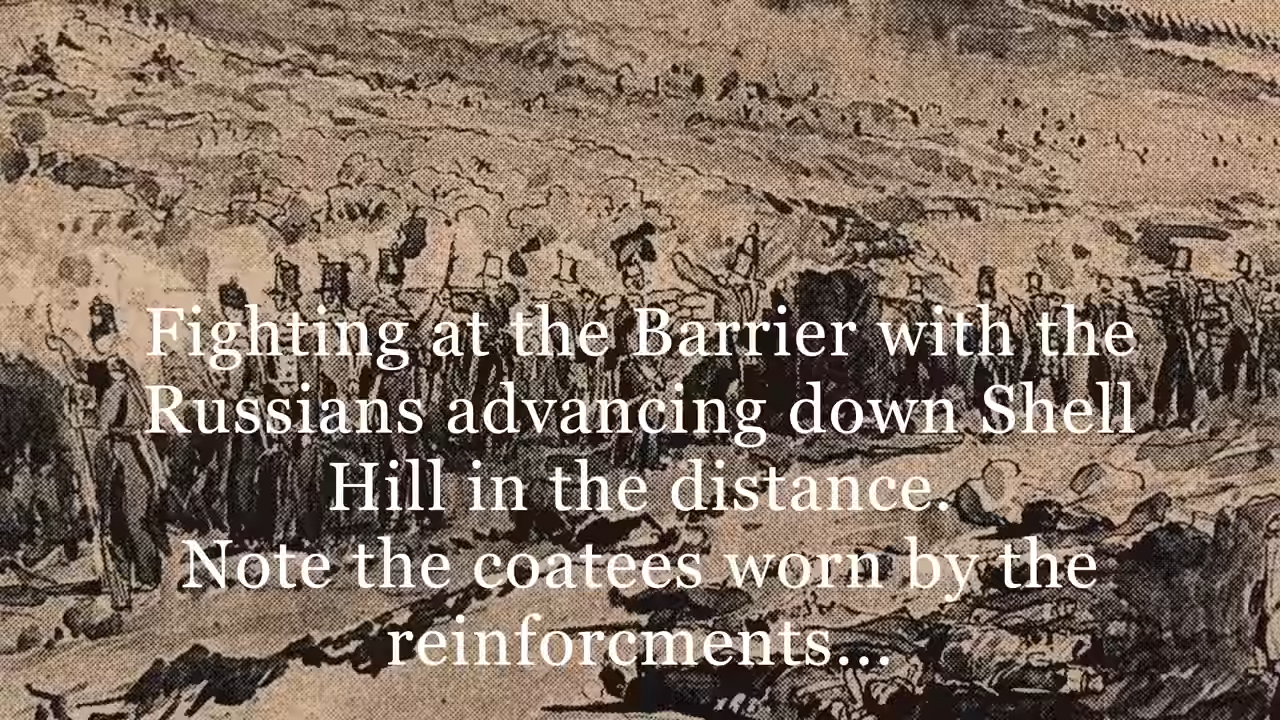 Fighting at the Barrier with the
Russians advancing down Shell
Hill in the distance.
Note the coatees worn by the
reinforcments...